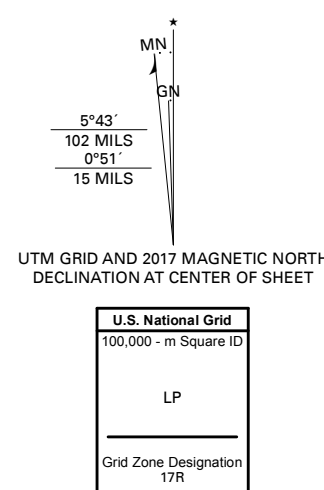 ★
MN
GN
5°43´
102 MILS
0°51´
15 MILS
UTM GRID AND 2017 MAGNETIC NORTH
DECLINATION AT CENTER OF SHEET
U.S. National Grid
100,000 - m Square ID
LP
Grid Zone Designation
17R